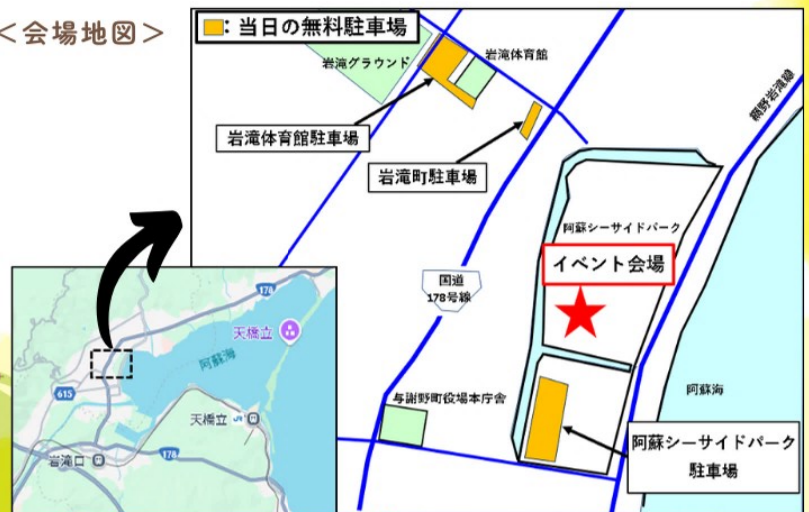 ＜会場地図＞
：当日の無料駐車場
岩滝グラウンド
岩滝体育館
網野岩滝線
岩滝体育館駐車場
岩滝町駐車場
阿蘇シーサイドパーク
イベント会場
国道
178号線
178
天橋立
阿蘇海
615
与謝野町役場本庁舎
阿蘇海
天橋立
岩滝口
178
阿蘇シーサイドパーク
駐車場